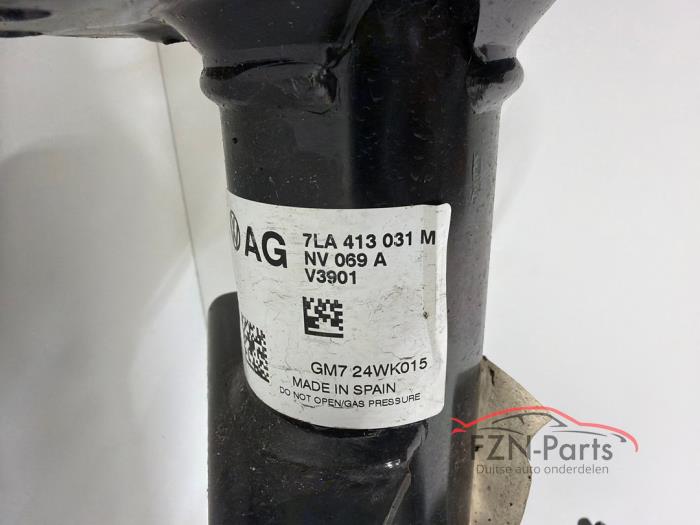 AG 7LA 413 031 M
NV 069 A
V3901
GM7 24WK015
MADE IN SPAIN
DO NOT OPEN/GAS PRESSURE
FZN-Parts
Duitse auto onderdelen